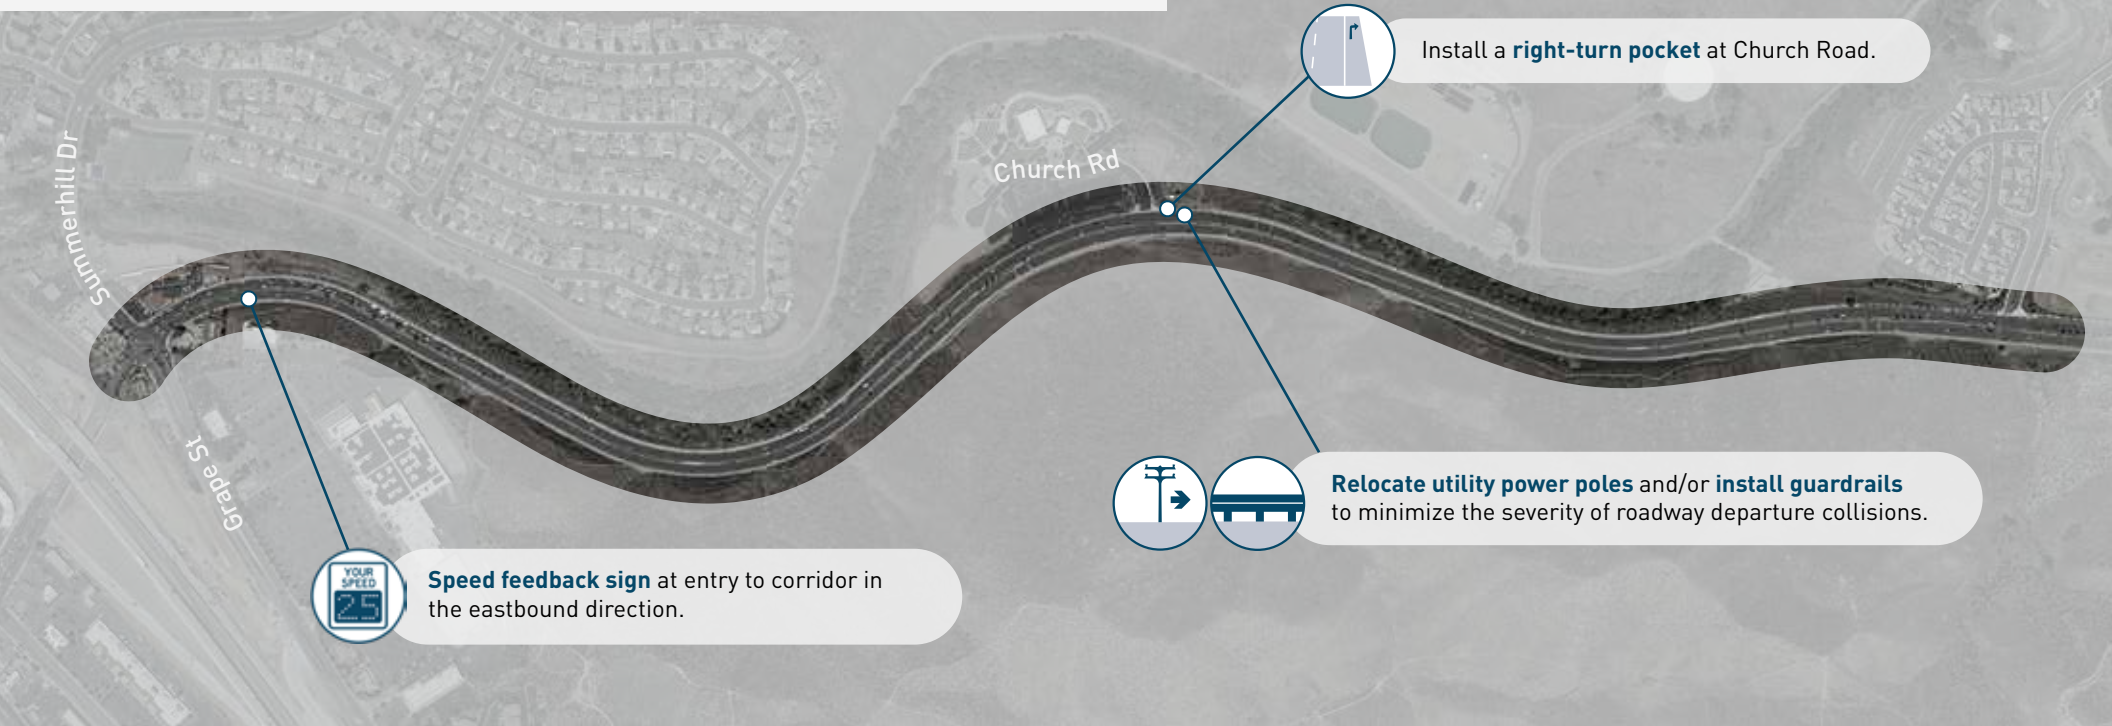 Install a right-turn pocket at Church Road.
Summerhill Dr
Church Rd
Grape St
Relocate utility power poles and/or install guardrails
to minimize the severity of roadway departure collisions.
YOUR
SPEED
25
Speed feedback sign at entry to corridor in
the eastbound direction.